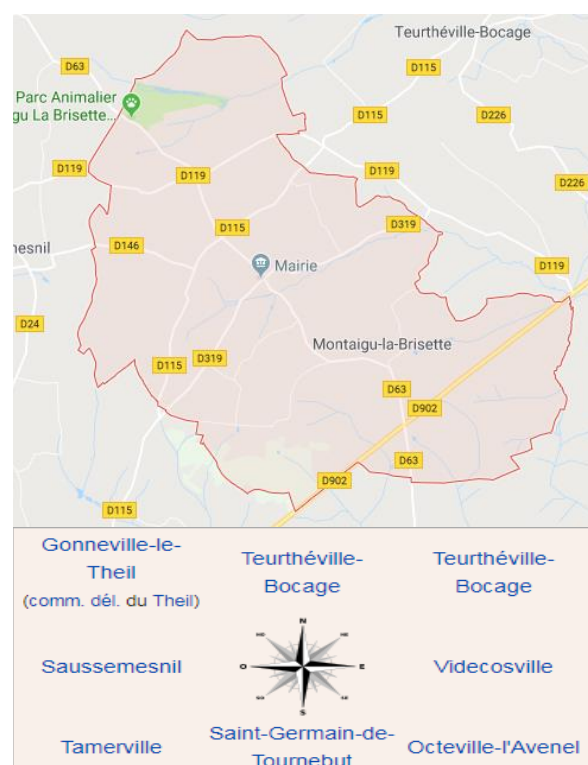 Teurthéville-Bocage
D63
D115
Parc Animalier
gu La Brisette...
D115
D226
D119
D119
D119
D226
D115
D319
D146
Mairie
D119
esnil
D24
Montaigu-la-Brisette
D319
D115
D63
D902
D63
D902
D115
Gonneville-le-
Theil
(comm. dél. du Theil)
Teurthéville-
Bocage
Teurthéville-
Bocage
Saussemesnil
N
O
E
S
Videcosville
Tamerville
Saint-Germain-de-
Tournebut
Octeville-l'Avenel